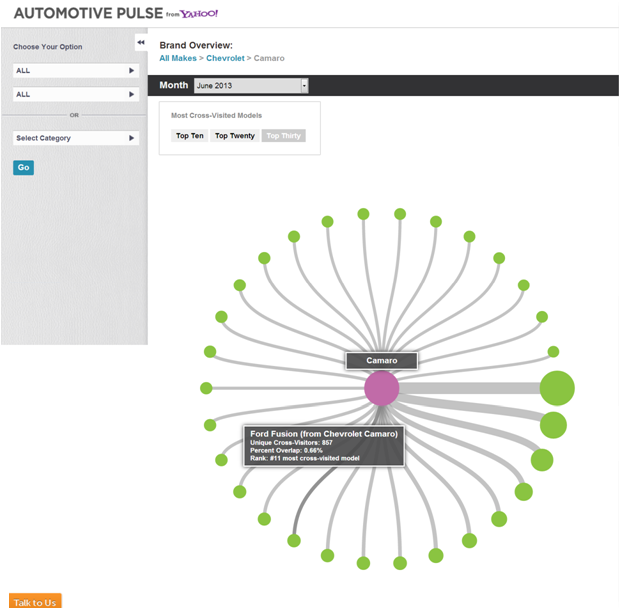 AUTOMOTIVE PULSE from YAHOO!
Choose Your Option
ALL
ALL
OR
Select Category
Go
Brand Overview:
All Makes > Chevrolet > Camaro
Month June 2013
Most Cross-Visited Models
Top Ten Top Twenty Top Thirty
Camaro
Ford Fusion (from Chevrolet Camaro)
Unique Cross-Visitors: 857
Percent Overlap: 0.66%
Rank: #11 most cross-visited model
Talk to Us